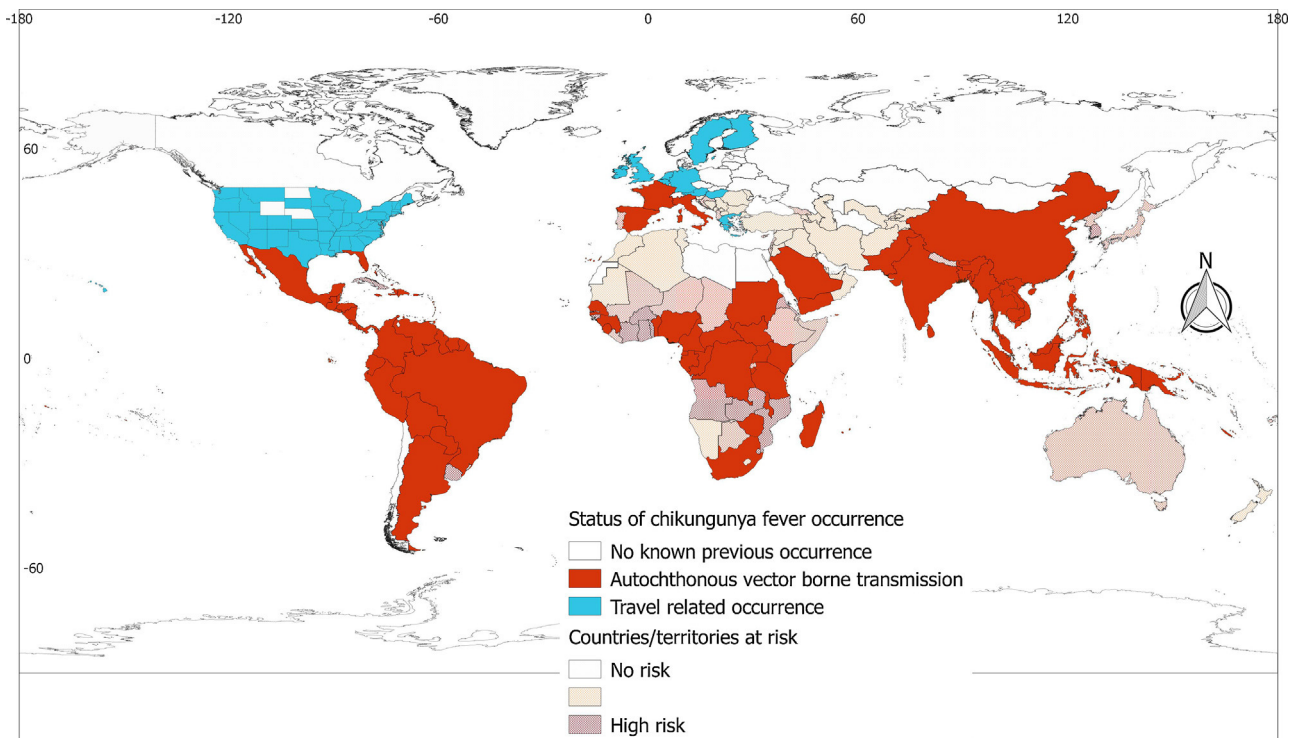 -180 -120 -60 0 60 120 180
60
0
-60
N
Status of chikungunya fever occurrence
No known previous occurrence
Autochthonous vector borne transmission
Travel related occurrence
Countries/territories at risk
No risk
High risk